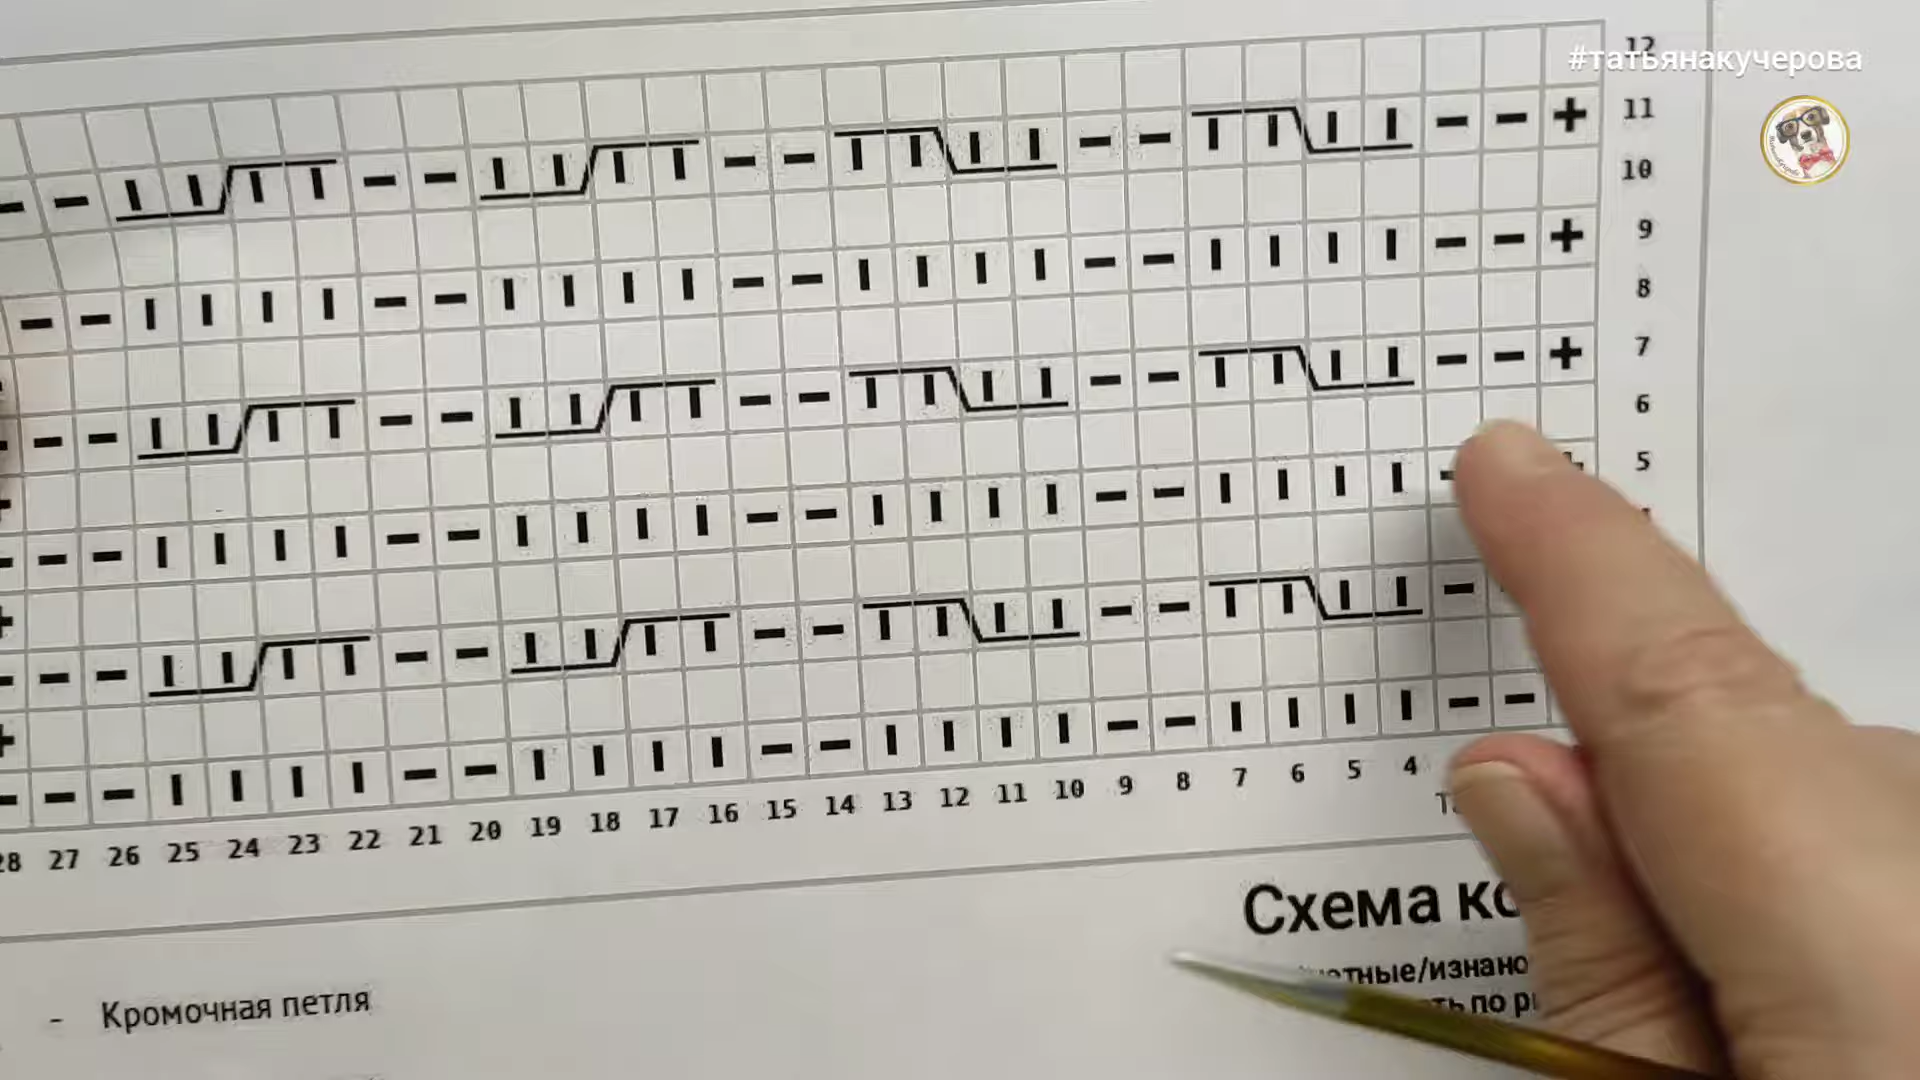 #татьянакучерова
12
11
10
9
8
7
6
5
28 27 26 25 24 23 22 21 20 19 18 17 16 15 14 13 12 11 10 9 8 7 6 5 4
Схема
- Кромочная петля
по